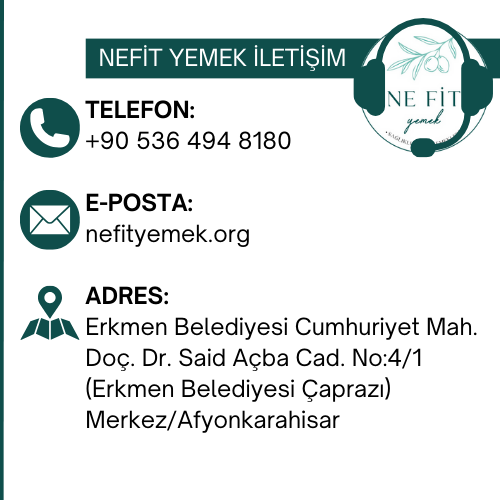 NEFİT YEMEK İLETİŞİM
NE FİT
yemek
TELEFON:
+90 536 494 8180
E-POSTA:
nefityemek.org
ADRES:
Erkmen Belediyesi Cumhuriyet Mah.
Doç. Dr. Said Açba Cad. No:4/1
(Erkmen Belediyesi Çaprazı)
Merkez/Afyonkarahisar